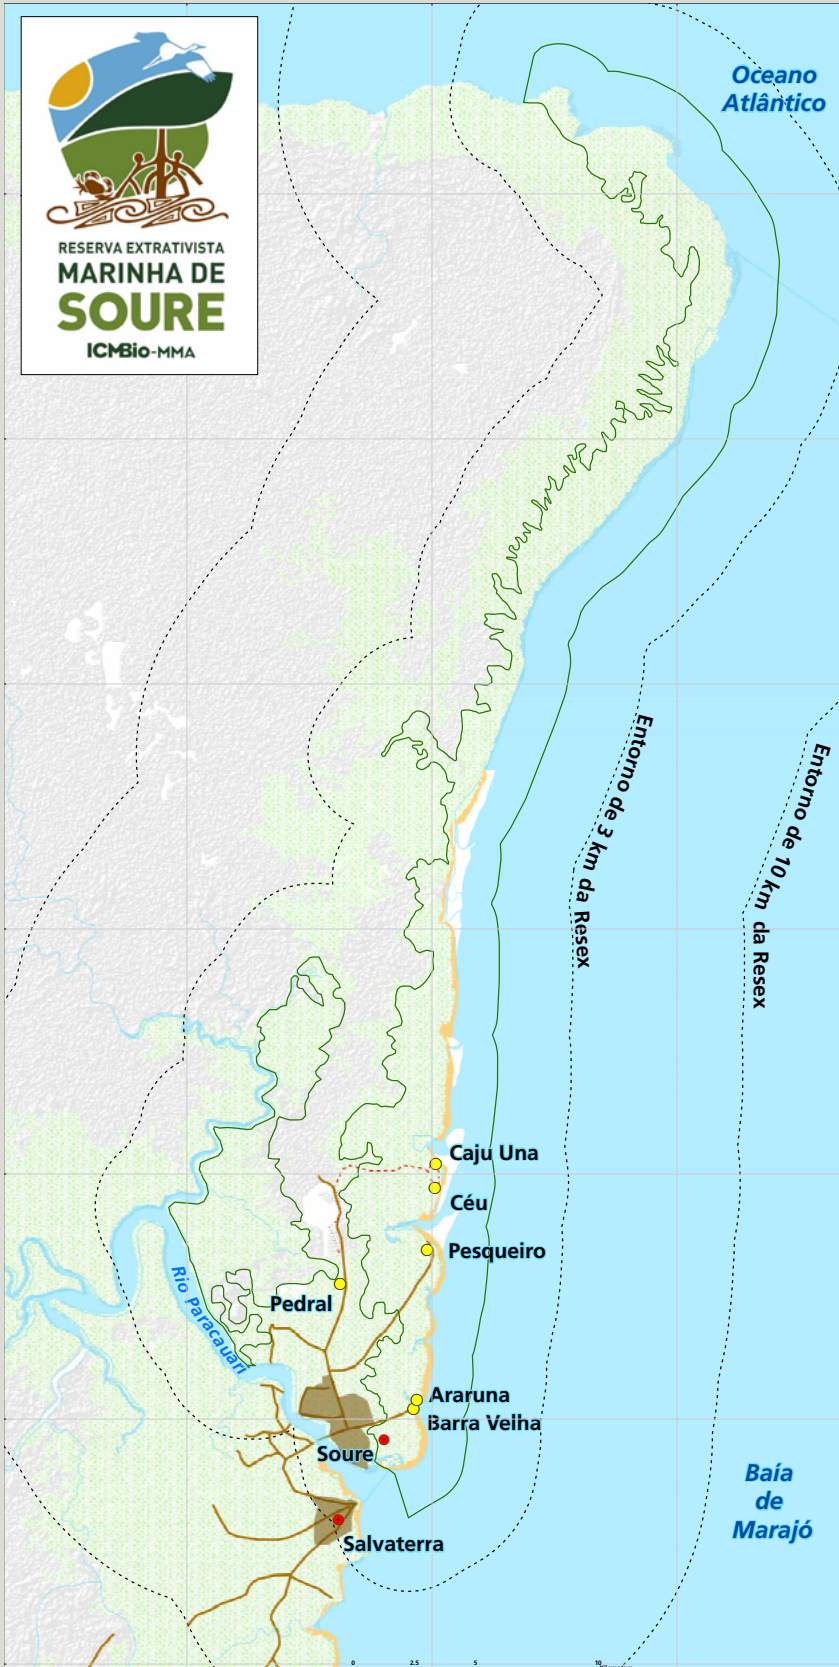 Oceano
Atlântico
RESERVA EXTRATIVISTA
MARINHA DE
SOURE
ICMBio-MMA
Entorno de 3 km da Resex
Entorno de 10 km da Resex
Caju Una
Céu
Pesqueiro
Rio Paracauari
Pedral
Araruna
Barra Velha
Soure
Baía
de
Marajó
Salvaterra
0 2.5 5 10